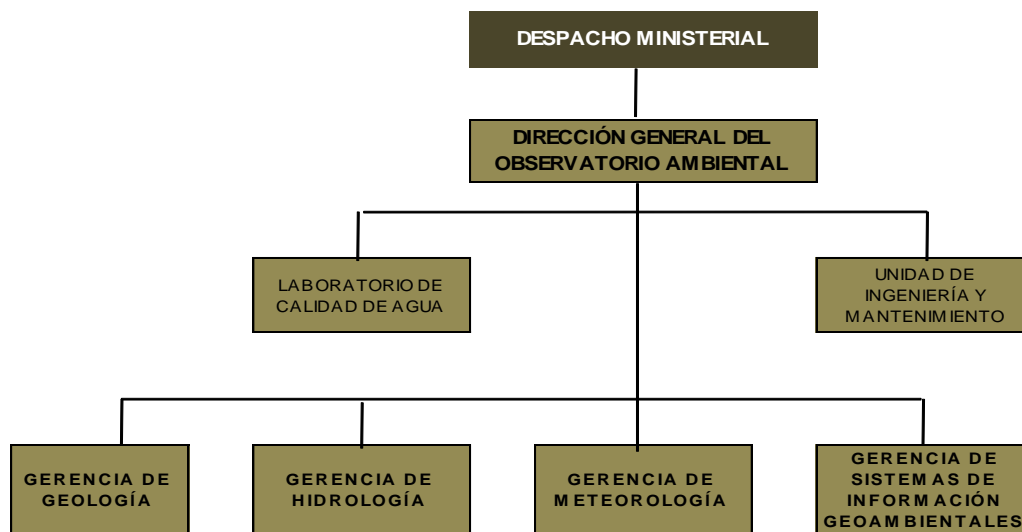 DESPACHO MINISTERIAL
DIRECCIÓN GENERAL DEL
OBSERVATORIO AMBIENTAL
LABORATORIO DE
CALIDAD DE AGUA
UNIDAD DE
INGENIERÍA Y
MANTENIMIENTO
GERENCIA DE
GEOLOGÍA
GERENCIA DE
HIDROLOGÍA
GERENCIA DE
METEOROLOGÍA
GERENCIA DE
SISTEMAS DE
INFORMACIÓN
GEOAMBIENTALES